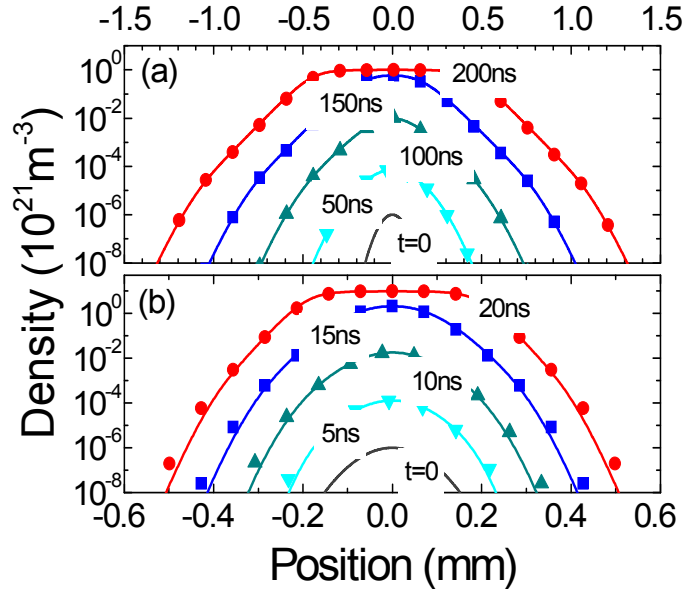 -1.5 -1.0 -0.5 0.0 0.5 1.0 1.5
(a)
10^0
200ns
150ns
10^-2
100ns
10^-4
50ns
10^-6
t=0
10^-8
(b)
20ns
10^0
15ns
10^-2
10ns
10^-4
5ns
10^-6
t=0
10^-8
-0.6 -0.4 -0.2 0.0 0.2 0.4 0.6
Position (mm)
Density (10^21 m^-3)